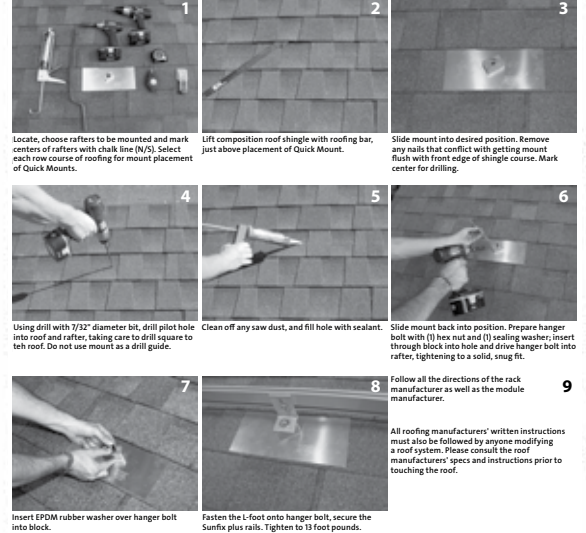 1
Locate, choose rafters to be mounted and mark
centers of rafters with chalk line (N/S). Select
each row course of roofing for mount placement
of Quick Mounts.
2
Lift composition roof shingle with roofing bar,
just above placement of Quick Mount.
3
Slide mount into desired position. Remove
any nails that conflict with getting mount
flush with front edge of shingle course. Mark
center for drilling.
4
Using drill with 7/32" diameter bit, drill pilot hole
into roof and rafter, taking care to drill square to
teh roof. Do not use mount as a drill guide.
5
Clean off any saw dust, and fill hole with sealant.
6
Slide mount back into position. Prepare hanger
bolt with (1) hex nut and (1) sealing washer; insert
through block into hole and drive hanger bolt into
rafter, tightening to a solid, snug fit.
7
Insert EPDM rubber washer over hanger bolt
into block.
8
Fasten the L-foot onto hanger bolt, secure the
Sunfix plus rails. Tighten to 13 foot pounds.
9
Follow all the directions of the rack
manufacturer as well as the module
manufacturer.
All roofing manufacturers' written instructions
must also be followed by anyone modifying
a roof system. Please consult the roof
manufacturers' specs and instructions prior to
touching the roof.